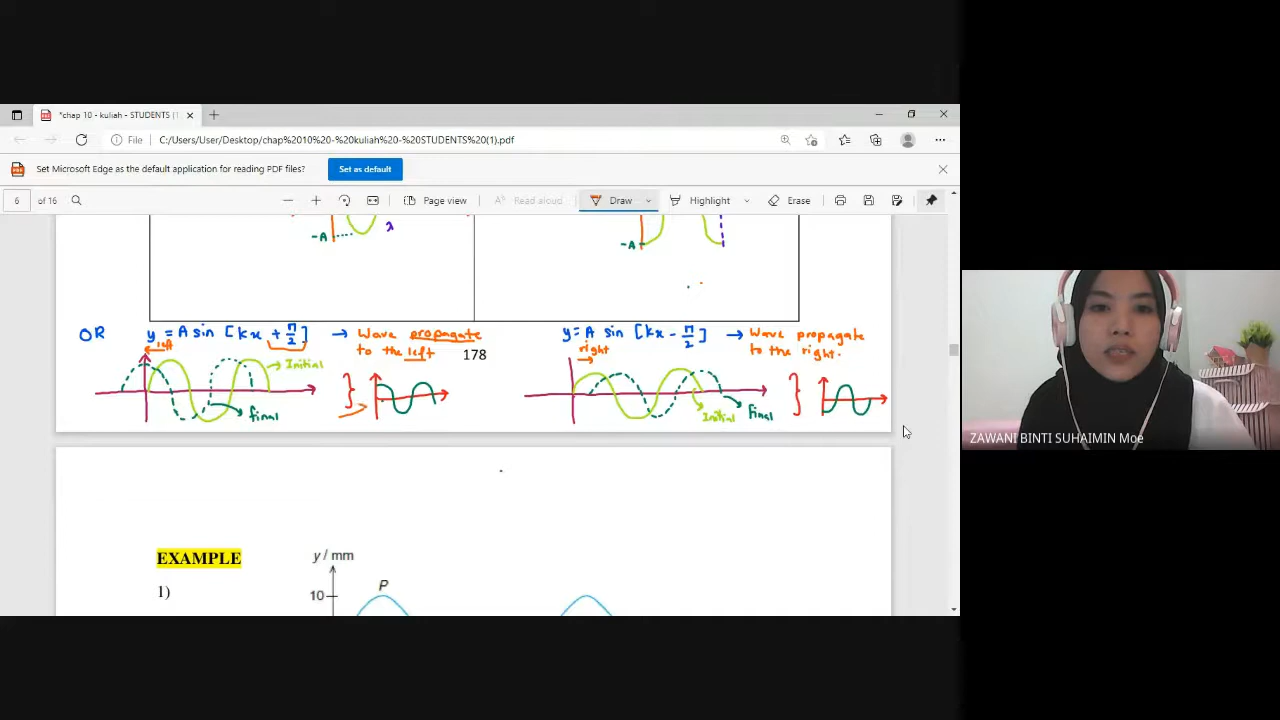 *chap 10 - kuliah - STUDENTS (1
File C:/Users/User/Desktop/chap%2010%20-%20kuliah%20-%20STUDENTS%20(1).pdf
Set Microsoft Edge as the default application for reading PDF files? Set as default
6 of 16 Page view Read aloud Draw Highlight Erase
-A λ -A
OR y = A sin [kx + π/2] → Wave propagate to the left
y = A sin [kx - π/2] → Wave propagate to the right.
178
left Initial final
right Initial final
ZAWANI BINTI SUHAIMIN Moe
EXAMPLE
y / mm
1)
P
10